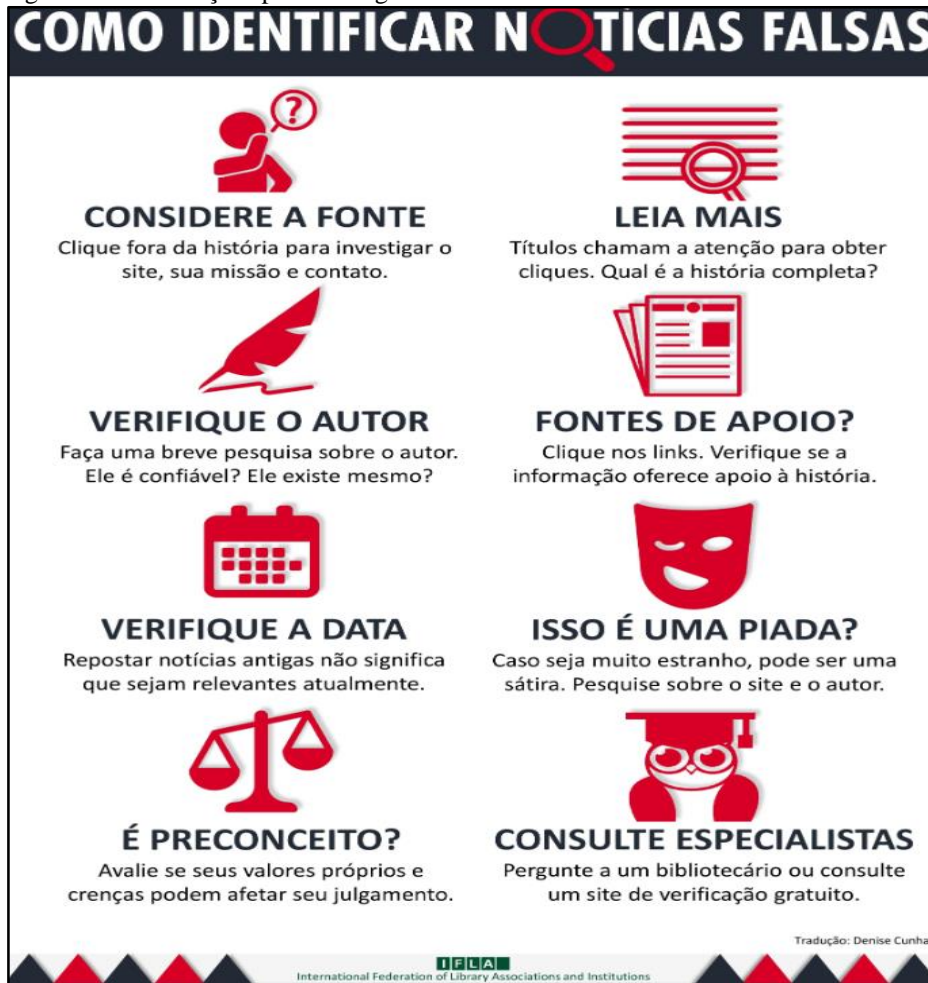 COMO IDENTIFICAR NOTÍCIAS FALSAS
?
CONSIDERE A FONTE
Clique fora da história para investigar o
site, sua missão e contato.
LEIA MAIS
Títulos chamam a atenção para obter
cliques. Qual é a história completa?
VERIFIQUE O AUTOR
Faça uma breve pesquisa sobre o autor.
Ele é confiável? Ele existe mesmo?
FONTES DE APOIO?
Clique nos links. Verifique se a
informação oferece apoio à história.
VERIFIQUE A DATA
Repostar notícias antigas não significa
que sejam relevantes atualmente.
ISSO É UMA PIADA?
Caso seja muito estranho, pode ser uma
sátira. Pesquise sobre o site e o autor.
É PRECONCEITO?
Avalie se seus valores próprios e
crenças podem afetar seu julgamento.
CONSULTE ESPECIALISTAS
Pergunte a um bibliotecário ou consulte
um site de verificação gratuito.
Tradução: Denise Cunha
IFLA
International Federation of Library Associations and Institutions